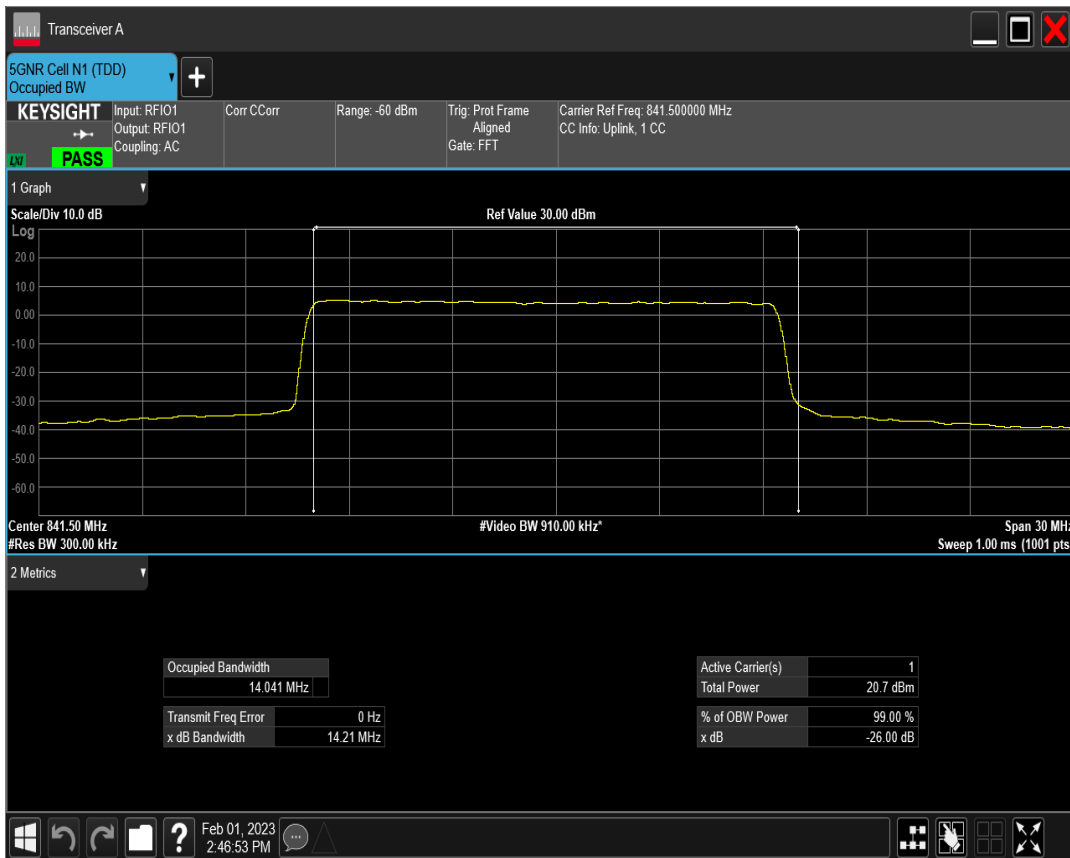 Transceiver A
5GNR Cell N1 (TDD)
Occupied BW
+
KEYSIGHT
LXI
PASS
Input: RFIO1
Output: RFIO1
Coupling: AC
Corr CCorr
Range: -60 dBm
Trig: Prot Frame
Aligned
Gate: FFT
Carrier Ref Freq: 841.500000 MHz
CC Info: Uplink, 1 CC
1 Graph
Scale/Div 10.0 dB
Ref Value 30.00 dBm
Log
20.0
10.0
0.00
-10.0
-20.0
-30.0
-40.0
-50.0
-60.0
Center 841.50 MHz
#Video BW 910.00 kHz*
Span 30 MHz
#Res BW 300.00 kHz
Sweep 1.00 ms (1001 pts
2 Metrics
Occupied Bandwidth
14.041 MHz
Transmit Freq Error 0 Hz
x dB Bandwidth 14.21 MHz
Active Carrier(s) 1
Total Power 20.7 dBm
% of OBW Power 99.00 %
x dB -26.00 dB
?
Feb 01, 2023
2:46:53 PM